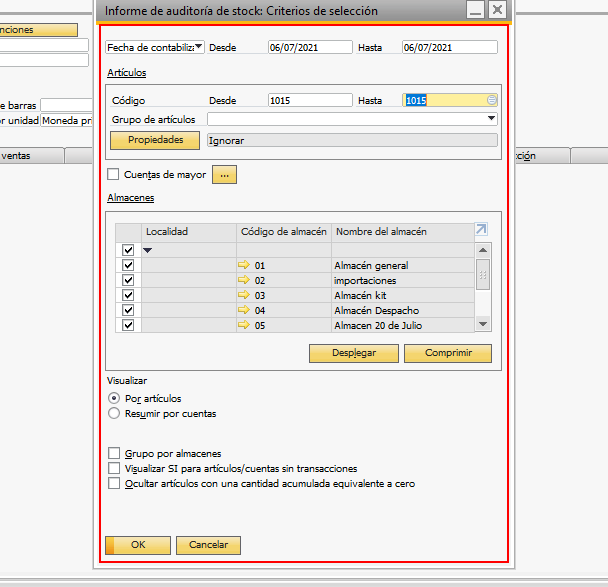 Informe de auditoría de stock: Criterios de selección
nciones
Fecha de contabiliza Desde 06/07/2021 Hasta 06/07/2021
Artículos
Código Desde 1015 Hasta 1015
e barras
Grupo de artículos
r unidad Moneda pri
Propiedades Ignorar
ventas
ción
Cuentas de mayor ...
Almacenes
Localidad Código de almacén Nombre del almacén
01 Almacén general
02 importaciones
03 Almacén kit
04 Almacén Despacho
05 Almacen 20 de Julio
Desplegar Comprimir
Visualizar
Por artículos
Resumir por cuentas
Grupo por almacenes
Visualizar SI para artículos/cuentas sin transacciones
Ocultar artículos con una cantidad acumulada equivalente a cero
OK Cancelar